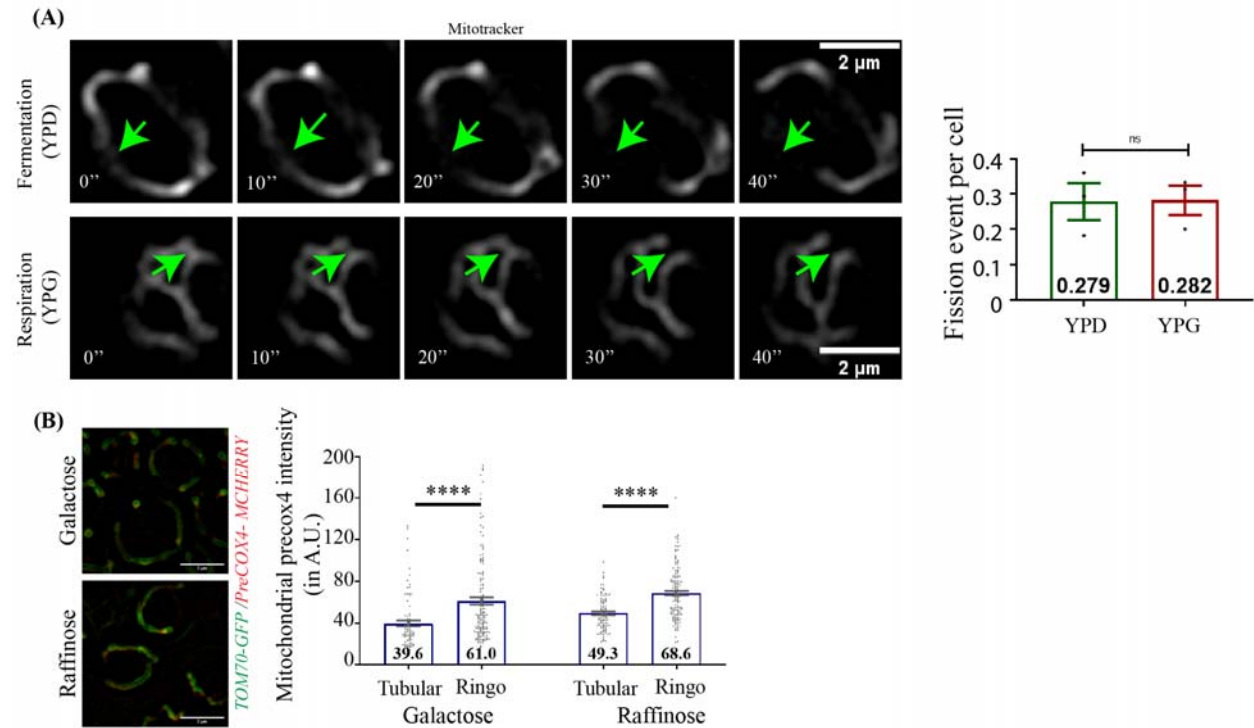 (A)
Mitotracker
Fermentation
(YPD)
0’’
10’’
20’’
30’’
40’’
2 μm
Respiration
(YPG)
0’’
10’’
20’’
30’’
40’’
2 μm
Fission event per cell
0.4
0.3
0.2
0.1
0
ns
0.279
0.282
YPD
YPG
(B)
Galactose
Raffinose
TOM70-GFP /PreCOX4- MCHERRY
Mitochondrial precox4 intensity
(in A.U.)
200
160
120
80
40
0
****
****
39.6
61.0
49.3
68.6
Tubular
Ringo
Tubular
Ringo
Galactose
Raffinose